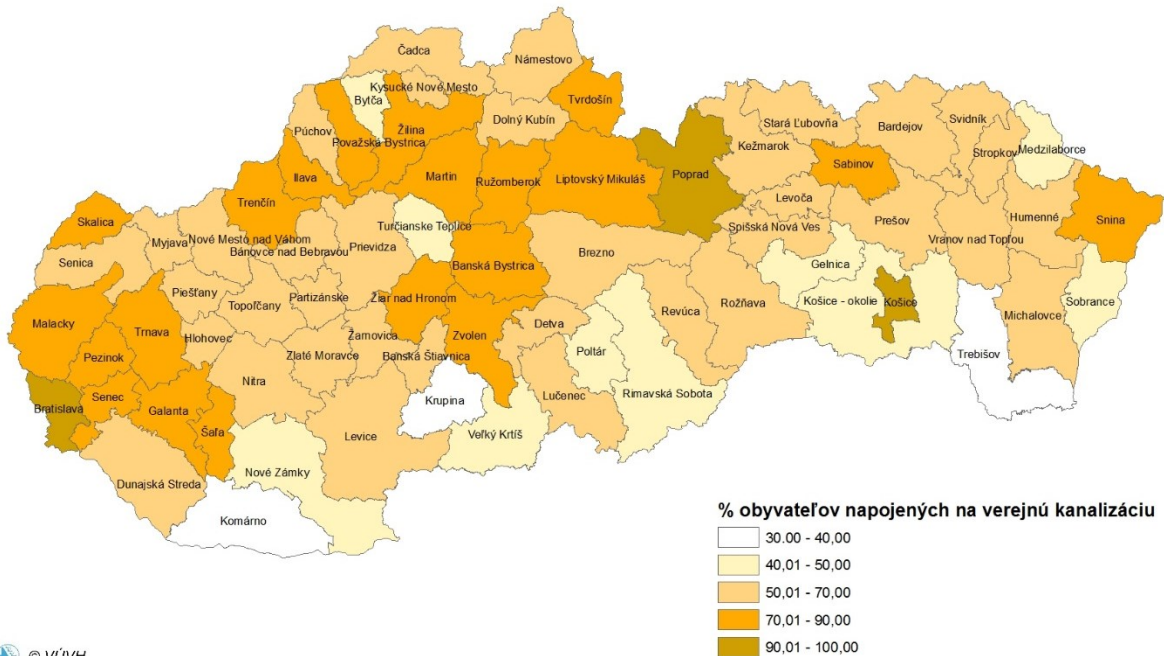 Čadca
Námestovo
Kysucké Nové Mesto
Bytča
Tvrdošín
Púchov
Žilina
Dolný Kubín
Považská Bystrica
Stará Ľubovňa
Bardejov
Svidník
Kežmarok
Stropkov
Medzilaborce
Ilava
Martin
Ružomberok
Liptovský Mikuláš
Poprad
Sabinov
Trenčín
Levoča
Skalica
Turčianske Teplice
Prešov
Humenné
Snina
Myjava
Nové Mesto nad Váhom
Prievidza
Spišská Nová Ves
Vranov nad Topľou
Senica
Bánovce nad Bebravou
Brezno
Banská Bystrica
Gelnica
Piešťany
Topoľčany
Partizánske
Žiar nad Hronom
Rožňava
Košice - okolie
Košice
Sobrance
Malacky
Trnava
Revúca
Michalovce
Hlohovec
Žarnovica
Zvolen
Detva
Pezinok
Zlaté Moravce
Banská Štiavnica
Poltár
Trebišov
Nitra
Senec
Krupina
Lučenec
Rimavská Sobota
Bratislava
Galanta
Šaľa
Levice
Veľký Krtíš
Nové Zámky
Dunajská Streda
Komárno
% obyvateľov napojených na verejnú kanalizáciu
30.00 - 40,00
40,01 - 50,00
50,01 - 70,00
70,01 - 90,00
90,01 - 100,00
© VÚVH